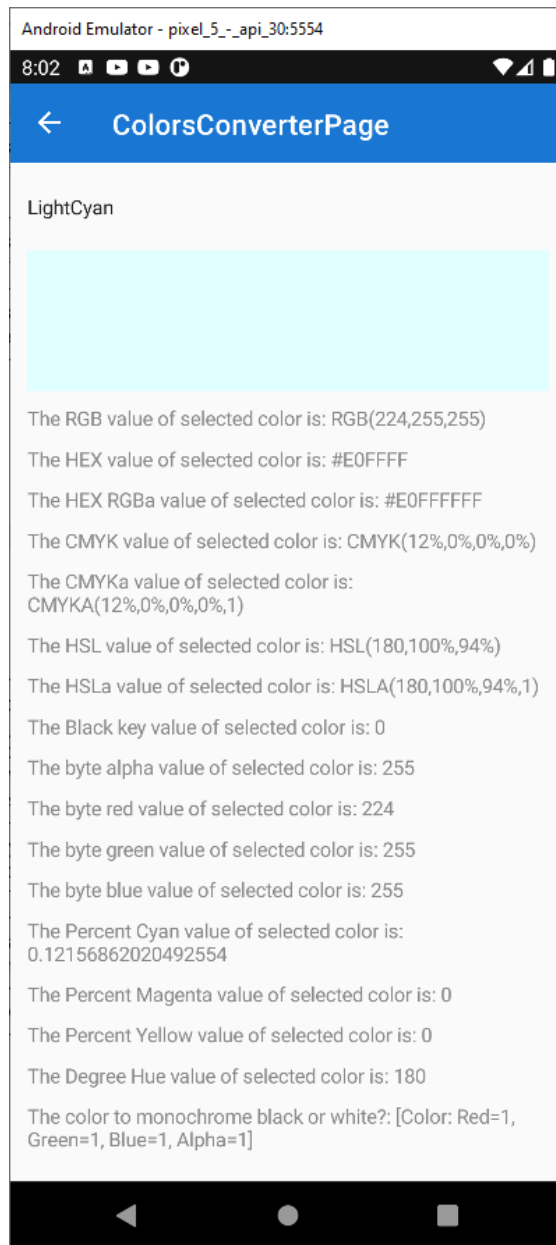 Android Emulator - pixel_5_-_api_30:5554
8:02
ColorsConverterPage
LightCyan
The RGB value of selected color is: RGB(224,255,255)
The HEX value of selected color is: #E0FFFF
The HEX RGBa value of selected color is: #E0FFFFFF
The CMYK value of selected color is: CMYK(12%,0%,0%,0%)
The CMYKa value of selected color is:
CMYKA(12%,0%,0%,0%,1)
The HSL value of selected color is: HSL(180,100%,94%)
The HSLa value of selected color is: HSLA(180,100%,94%,1)
The Black key value of selected color is: 0
The byte alpha value of selected color is: 255
The byte red value of selected color is: 224
The byte green value of selected color is: 255
The byte blue value of selected color is: 255
The Percent Cyan value of selected color is:
0.12156862020492554
The Percent Magenta value of selected color is: 0
The Percent Yellow value of selected color is: 0
The Degree Hue value of selected color is: 180
The color to monochrome black or white?: [Color: Red=1,
Green=1, Blue=1, Alpha=1]